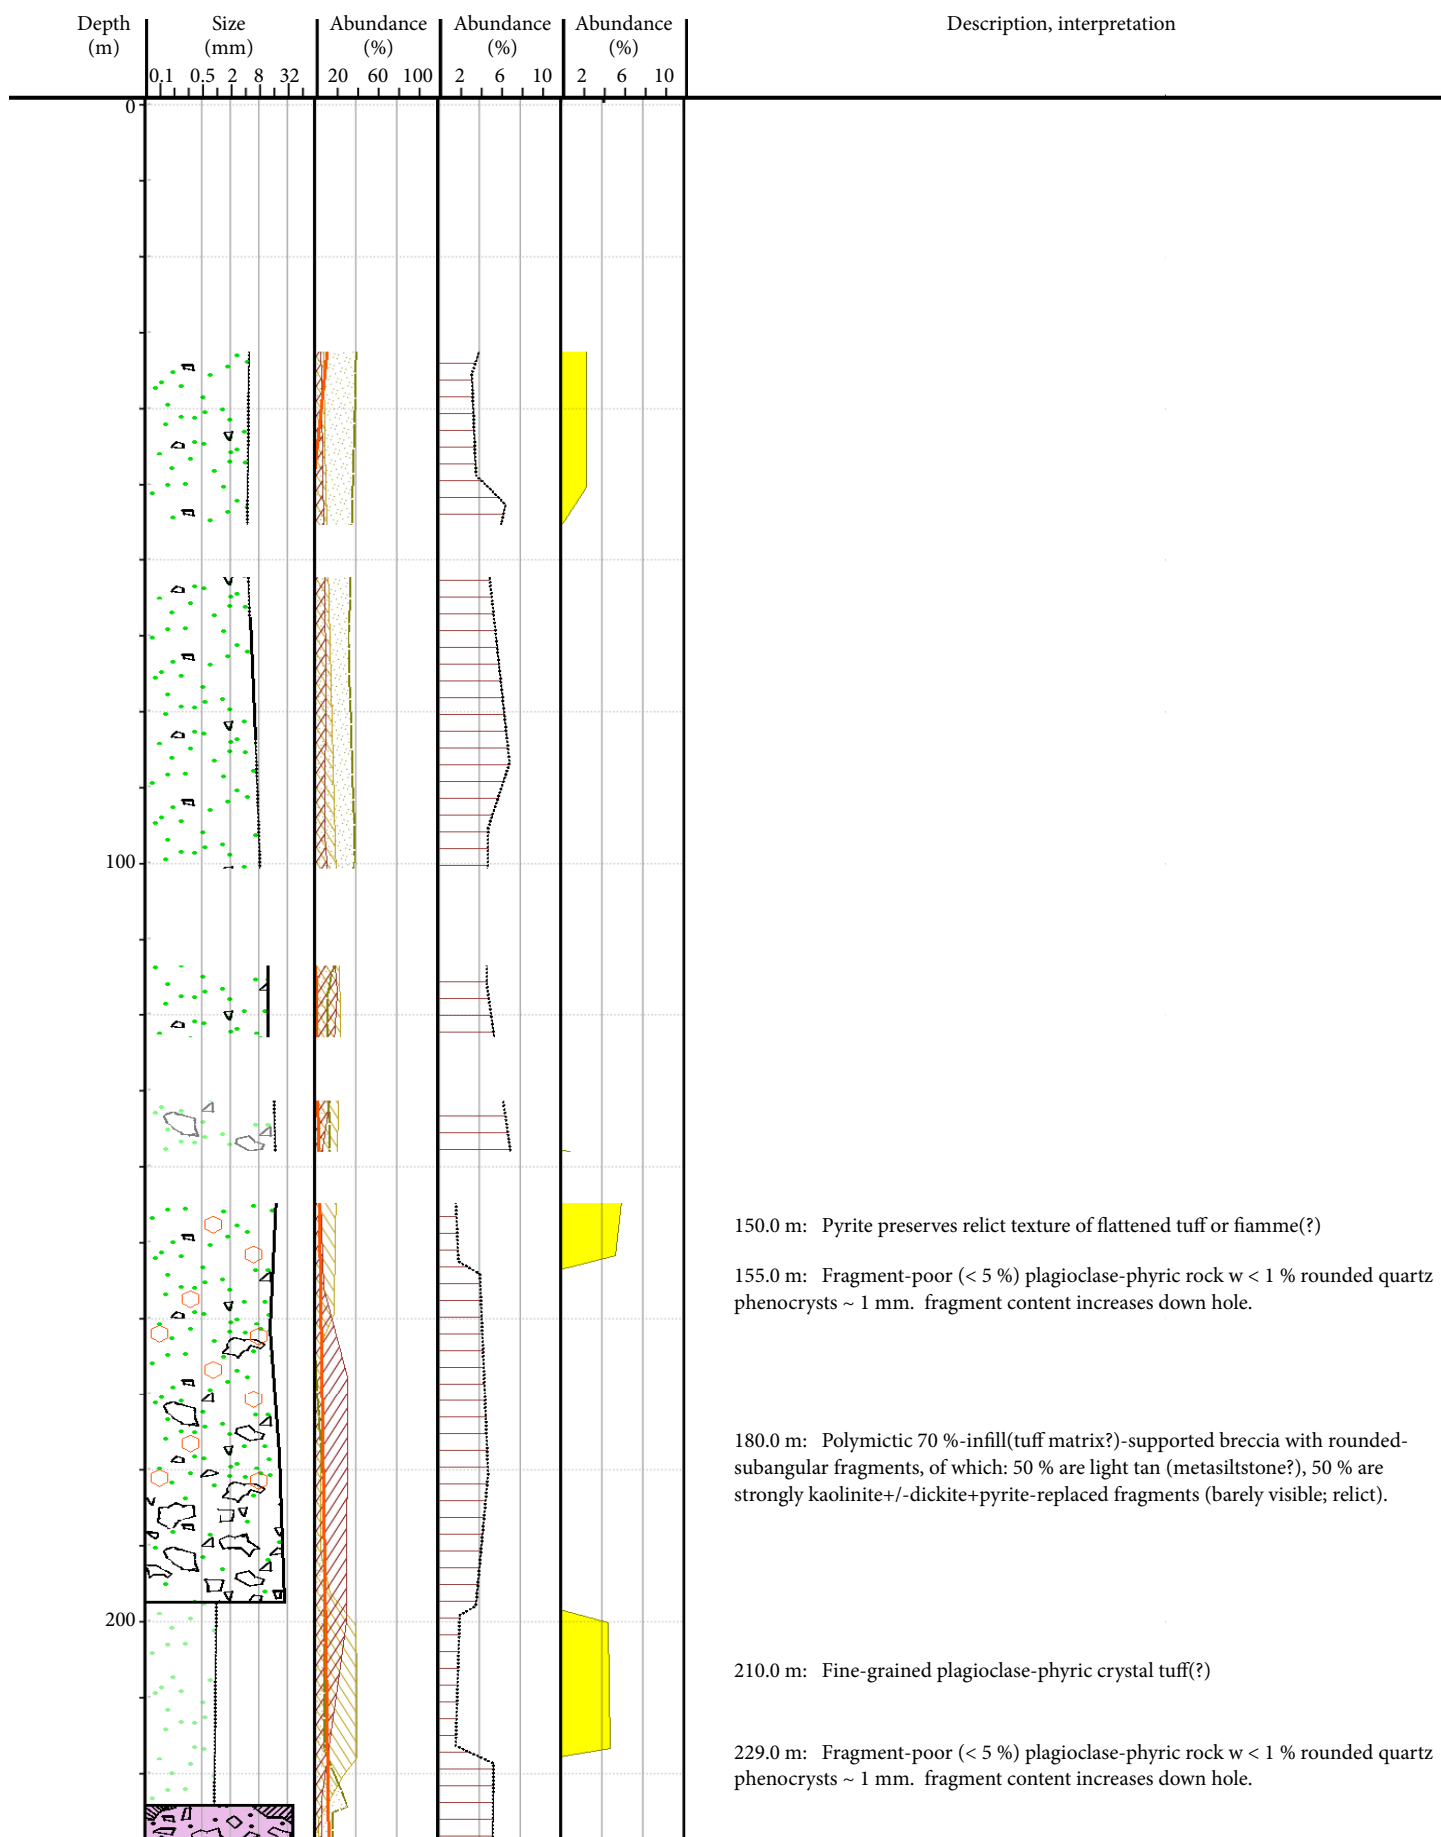 Depth Size Abundance Abundance Abundance Description, interpretation
(m) (mm) (%) (%) (%)
0.1 0.5 2 8 32 20 60 100 2 6 10 2 6 10
0
100
150.0 m: Pyrite preserves relict texture of flattened tuff or fiamme(?)
155.0 m: Fragment-poor (< 5 %) plagioclase-phyric rock w < 1 % rounded quartz
phenocrysts ~ 1 mm. fragment content increases down hole.
180.0 m: Polymictic 70 %-infill(tuff matrix?)-supported breccia with rounded-
subangular fragments, of which: 50 % are light tan (metasiltstone?), 50 % are
strongly kaolinite+/-dickite+pyrite-replaced fragments (barely visible; relict).
200
210.0 m: Fine-grained plagioclase-phyric crystal tuff(?)
229.0 m: Fragment-poor (< 5 %) plagioclase-phyric rock w < 1 % rounded quartz
phenocrysts ~ 1 mm. fragment content increases down hole.